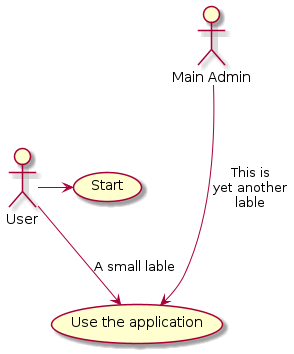 Main Admin
This is
yet another
lable
Start
User
A small lable
Use the application